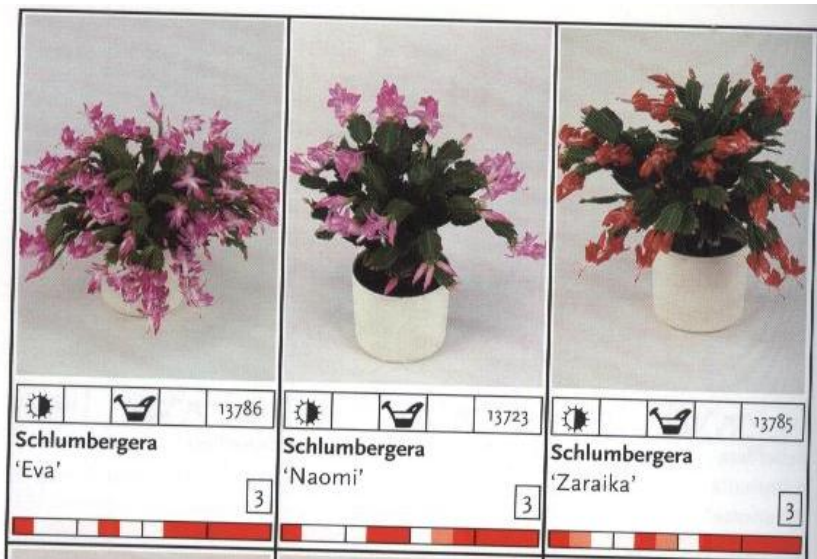 13786
Schlumbergera
'Eva'
3
13723
Schlumbergera
'Naomi'
3
13785
Schlumbergera
'Zaraika'
3